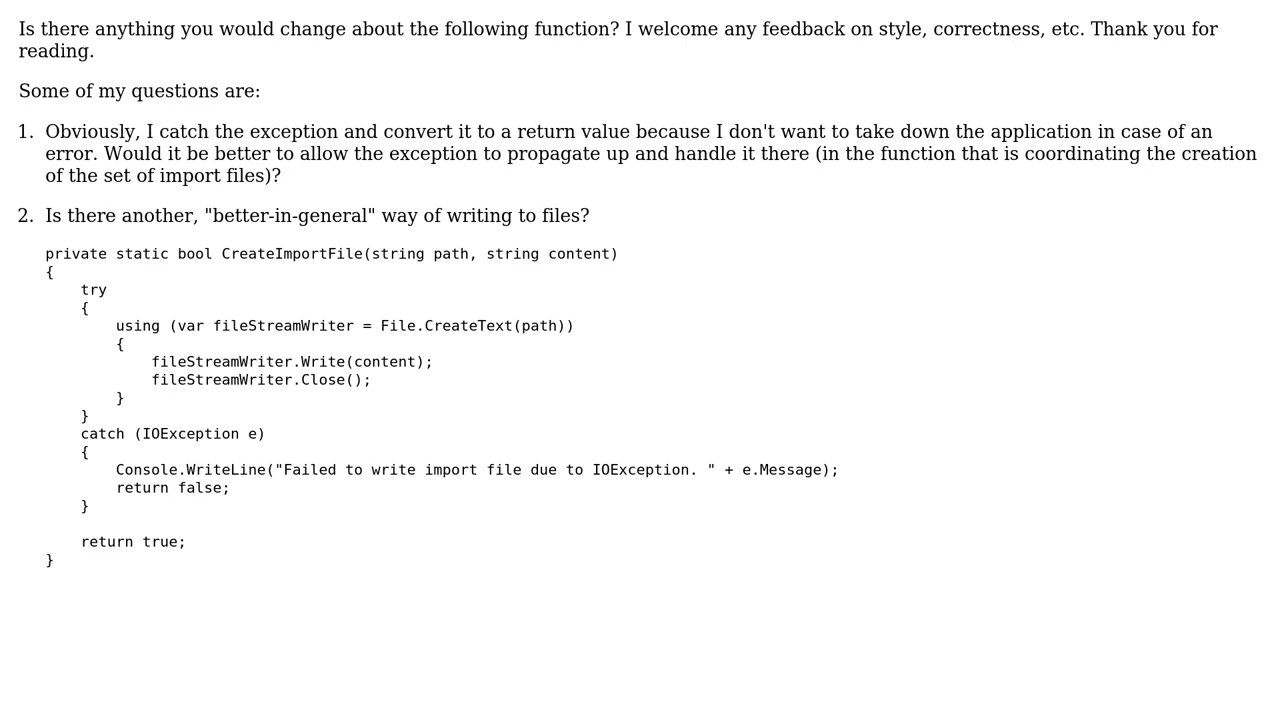 Is there anything you would change about the following function? I welcome any feedback on style, correctness, etc. Thank you for
reading.
Some of my questions are:
1. Obviously, I catch the exception and convert it to a return value because I don't want to take down the application in case of an
error. Would it be better to allow the exception to propagate up and handle it there (in the function that is coordinating the creation
of the set of import files)?
2. Is there another, "better-in-general" way of writing to files?
private static bool CreateImportFile(string path, string content)
{
    try
    {
        using (var fileStreamWriter = File.CreateText(path))
        {
            fileStreamWriter.Write(content);
            fileStreamWriter.Close();
        }
    }
    catch (IOException e)
    {
        Console.WriteLine("Failed to write import file due to IOException. " + e.Message);
        return false;
    }

    return true;
}